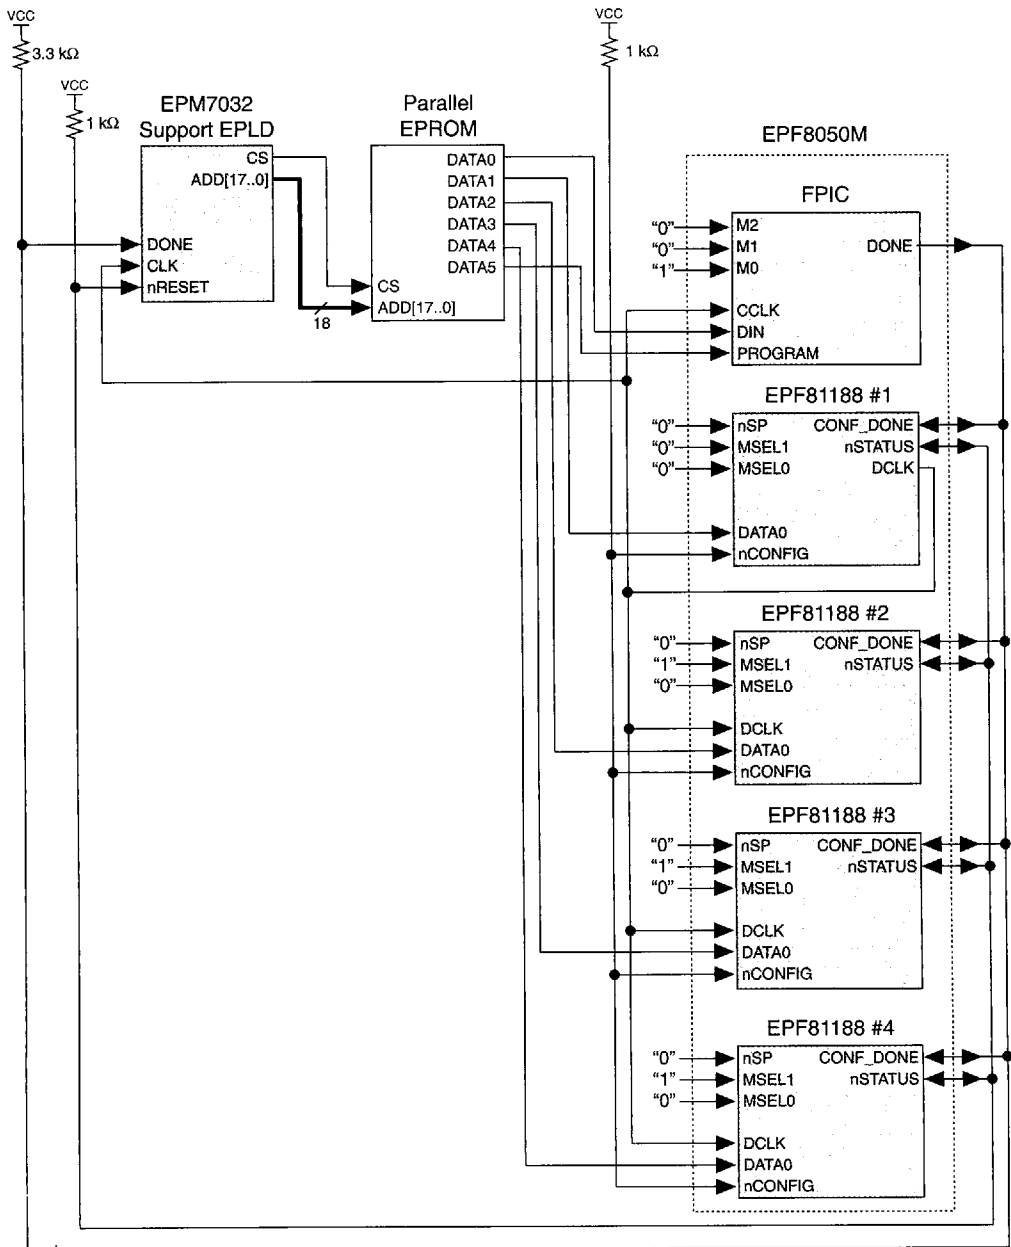 VCC
3.3 kΩ
VCC
1 kΩ
VCC
1 kΩ
EPM7032
Support EPLD
CS
ADD[17..0]
DONE
CLK
nRESET
Parallel
EPROM
DATA0
DATA1
DATA2
DATA3
DATA4
DATA5
CS
ADD[17..0]
18
EPF8050M
FPIC
"0" M2
"0" M1 DONE
"1" M0
CCLK
DIN
PROGRAM
EPF81188 #1
"0" nSP CONF_DONE
"0" MSEL1 nSTATUS
"0" MSEL0 DCLK
DATA0
nCONFIG
EPF81188 #2
"0" nSP CONF_DONE
"1" MSEL1 nSTATUS
"0" MSEL0
DCLK
DATA0
nCONFIG
EPF81188 #3
"0" nSP CONF_DONE
"1" MSEL1 nSTATUS
"0" MSEL0
DCLK
DATA0
nCONFIG
EPF81188 #4
"0" nSP CONF_DONE
"1" MSEL1 nSTATUS
"0" MSEL0
DCLK
DATA0
nCONFIG